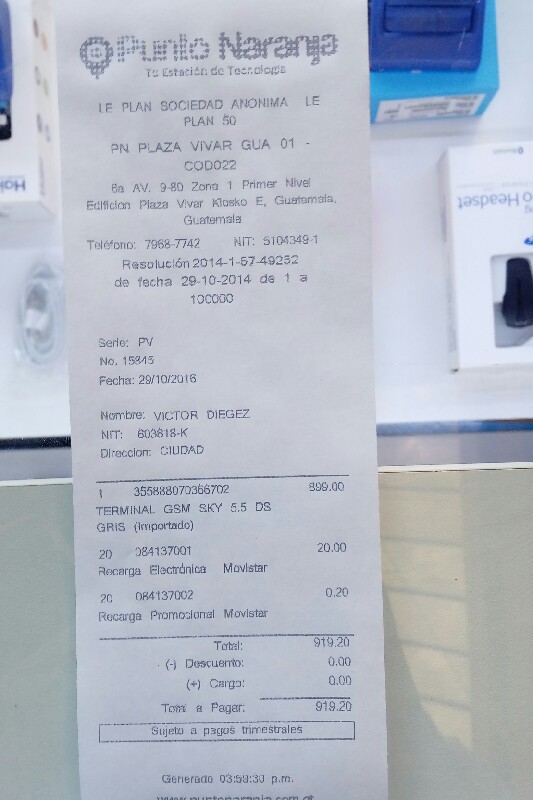 Punto Naranja
Tu Estación de Tecnología
LE PLAN SOCIEDAD ANONIMA LE
PLAN 50
PN PLAZA VIVAR GUA 01 -
COD022
6a AV. 9-80 Zona 1 Primer Nivel
Edificion Plaza Vivar Kiosko E, Guatemala,
Guatemala
Teléfono: 7968-7742 NIT: 5104349-1
Resolución 2014-1-57-49252
de fecha 29-10-2014 de 1 a
100000
Serie: PV
No. 15845
Fecha: 29/10/2016
Nombre: VICTOR DIEGEZ
NIT: 603618-K
Direccion: CIUDAD
1 355888070366702 899.00
TERMINAL GSM SKY 5.5 DS
GRIS (Importado)
20 084137001 20.00
Recarga Electrónica Movistar
20 084137002 0.20
Recarga Promocional Movistar
Total: 919.20
(-) Descuento: 0.00
(+) Cargo: 0.00
Total a Pagar: 919.20
Sujeto a pagos trimestrales
Generado 03:59:30 p.m.
www.puntonaranja.com.gt
Headset